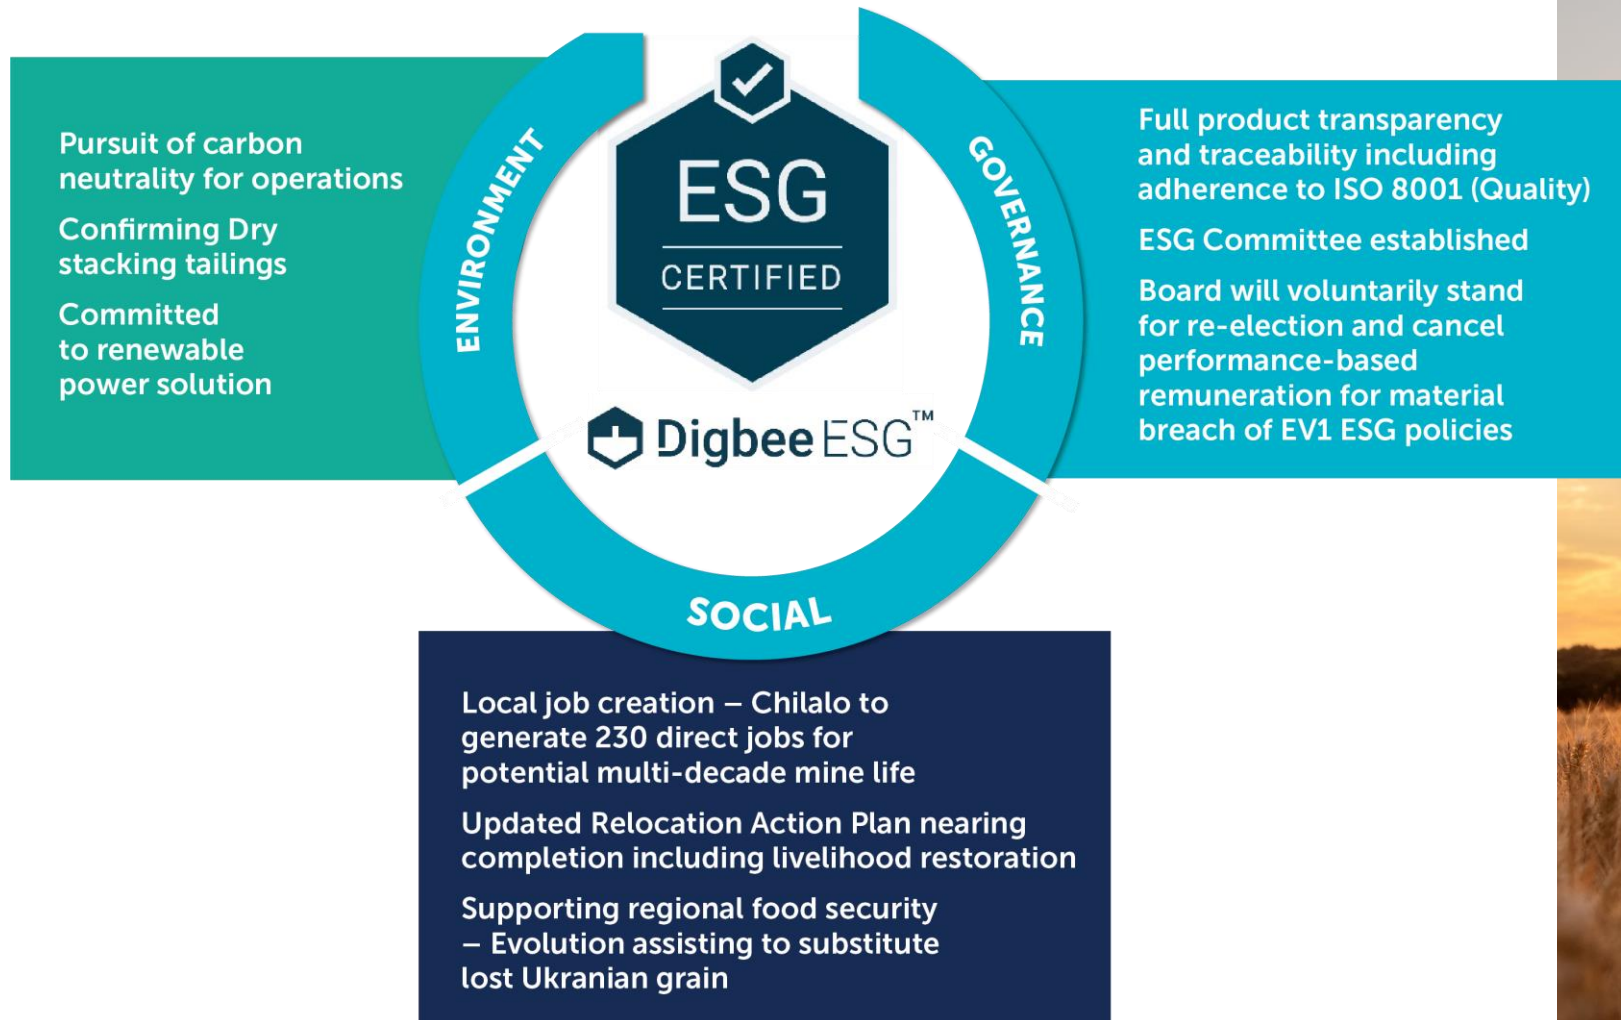 Pursuit of carbon
neutrality for operations
Confirming Dry
stacking tailings
Committed
to renewable
power solution
ENVIRONMENT
ESG
CERTIFIED
Digbee ESG™
GOVERNANCE
Full product transparency
and traceability including
adherence to ISO 8001 (Quality)
ESG Committee established
Board will voluntarily stand
for re-election and cancel
performance-based
remuneration for material
breach of EV1 ESG policies
SOCIAL
Local job creation – Chilalo to
generate 230 direct jobs for
potential multi-decade mine life
Updated Relocation Action Plan nearing
completion including livelihood restoration
Supporting regional food security
– Evolution assisting to substitute
lost Ukranian grain